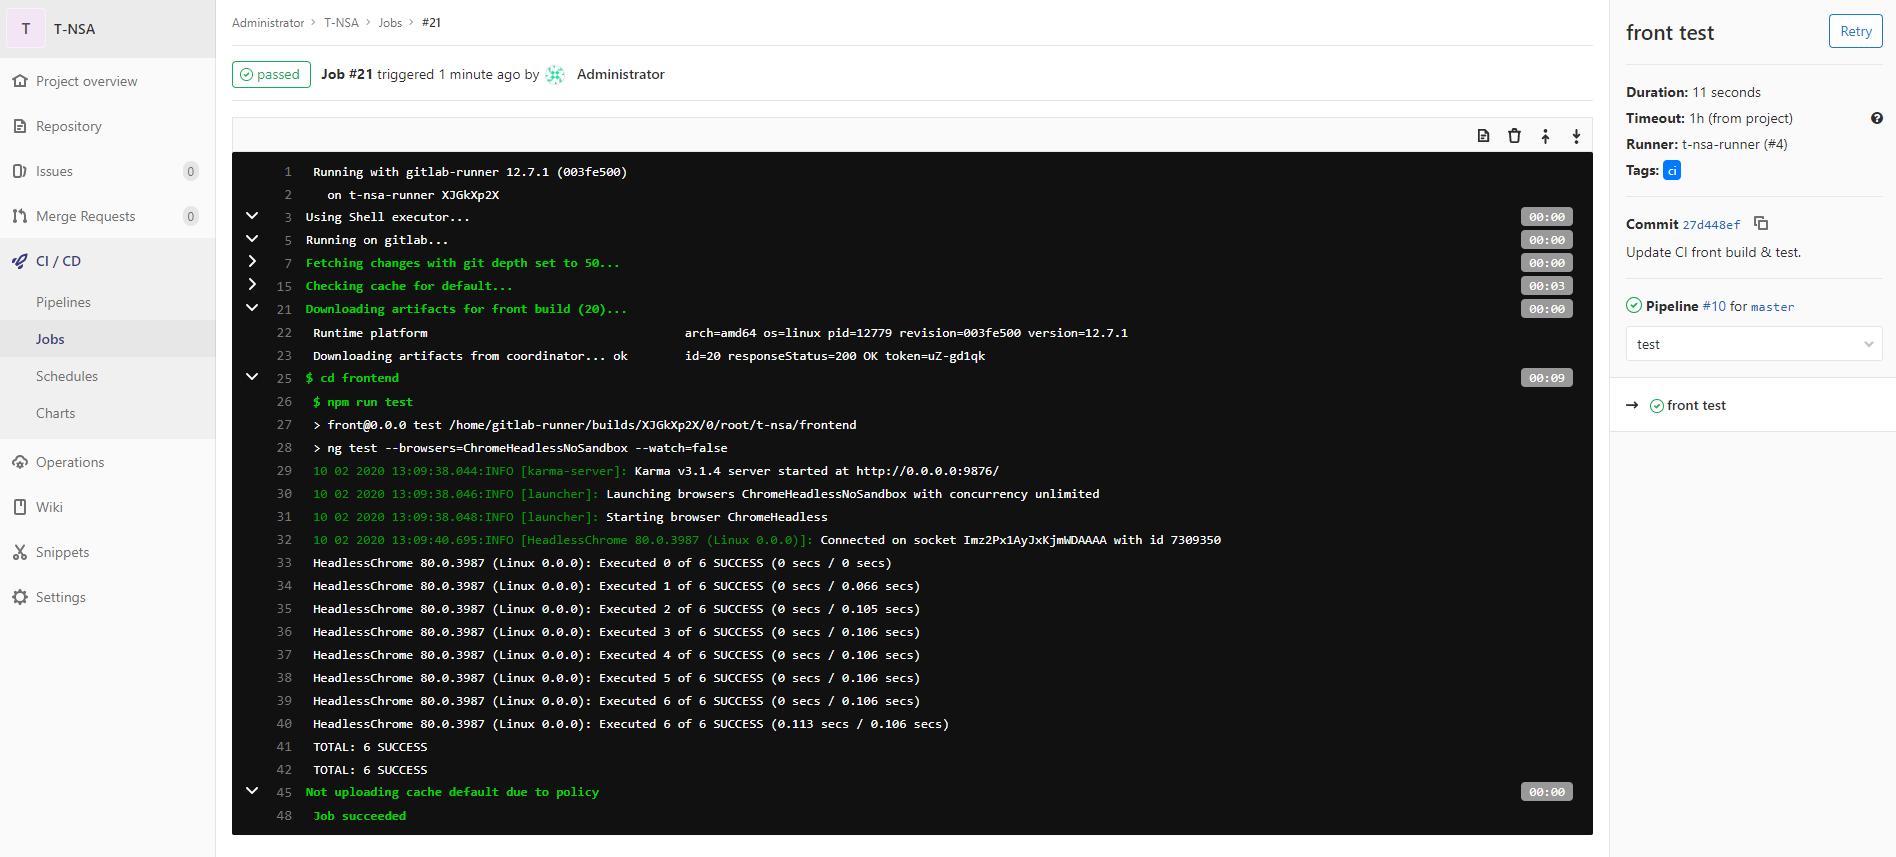 T T-NSA
Project overview
Repository
Issues 0
Merge Requests 0
CI / CD
Pipelines
Jobs
Schedules
Charts
Operations
Wiki
Snippets
Settings
Administrator > T-NSA > Jobs > #21
passed Job #21 triggered 1 minute ago by Administrator
1 Running with gitlab-runner 12.7.1 (003fe500)
2 on t-nsa-runner XJGkXp2X
3 Using Shell executor... 00:00
5 Running on gitlab... 00:00
7 Fetching changes with git depth set to 50... 00:00
15 Checking cache for default... 00:03
21 Downloading artifacts for front build (20)... 00:00
22 Runtime platform arch=amd64 os=linux pid=12779 revision=003fe500 version=12.7.1
23 Downloading artifacts from coordinator... ok id=20 responseStatus=200 OK token=uZ-gd1qk
25 $ cd frontend 00:09
26 $ npm run test
27 > front@0.0.0 test /home/gitlab-runner/builds/XJGkXp2X/0/root/t-nsa/frontend
28 > ng test --browsers=ChromeHeadlessNoSandbox --watch=false
29 10 02 2020 13:09:38.044:INFO [karma-server]: Karma v3.1.4 server started at http://0.0.0.0:9876/
30 10 02 2020 13:09:38.046:INFO [launcher]: Launching browsers ChromeHeadlessNoSandbox with concurrency unlimited
31 10 02 2020 13:09:38.048:INFO [launcher]: Starting browser ChromeHeadless
32 10 02 2020 13:09:40.695:INFO [HeadlessChrome 80.0.3987 (Linux 0.0.0)]: Connected on socket Imz2Px1AyJxKjmWDAAAA with id 7309350
33 HeadlessChrome 80.0.3987 (Linux 0.0.0): Executed 0 of 6 SUCCESS (0 secs / 0 secs)
34 HeadlessChrome 80.0.3987 (Linux 0.0.0): Executed 1 of 6 SUCCESS (0 secs / 0.066 secs)
35 HeadlessChrome 80.0.3987 (Linux 0.0.0): Executed 2 of 6 SUCCESS (0 secs / 0.105 secs)
36 HeadlessChrome 80.0.3987 (Linux 0.0.0): Executed 3 of 6 SUCCESS (0 secs / 0.106 secs)
37 HeadlessChrome 80.0.3987 (Linux 0.0.0): Executed 4 of 6 SUCCESS (0 secs / 0.106 secs)
38 HeadlessChrome 80.0.3987 (Linux 0.0.0): Executed 5 of 6 SUCCESS (0 secs / 0.106 secs)
39 HeadlessChrome 80.0.3987 (Linux 0.0.0): Executed 6 of 6 SUCCESS (0 secs / 0.106 secs)
40 HeadlessChrome 80.0.3987 (Linux 0.0.0): Executed 6 of 6 SUCCESS (0.113 secs / 0.106 secs)
41 TOTAL: 6 SUCCESS
42 TOTAL: 6 SUCCESS
45 Not uploading cache default due to policy 00:00
48 Job succeeded
front test Retry
Duration: 11 seconds
Timeout: 1h (from project)
Runner: t-nsa-runner (#4)
Tags: ci
Commit 27d448ef
Update CI front build & test.
Pipeline #10 for master
test
→ front test